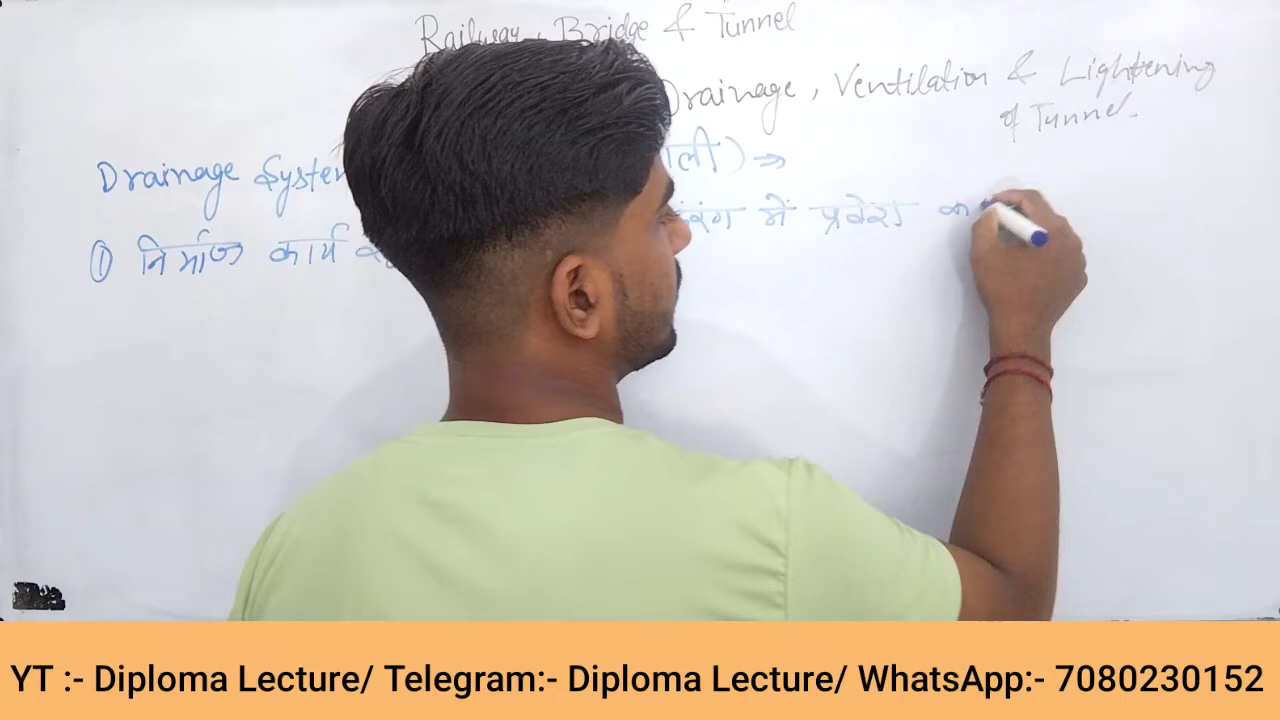 Railway, Bridge & Tunnel
Drainage, Ventilation & Lightening
of Tunnel.
Drainage System
①  निर्माण कार्य
में प्रवेश
YT :- Diploma Lecture/ Telegram:- Diploma Lecture/ WhatsApp:- 7080230152